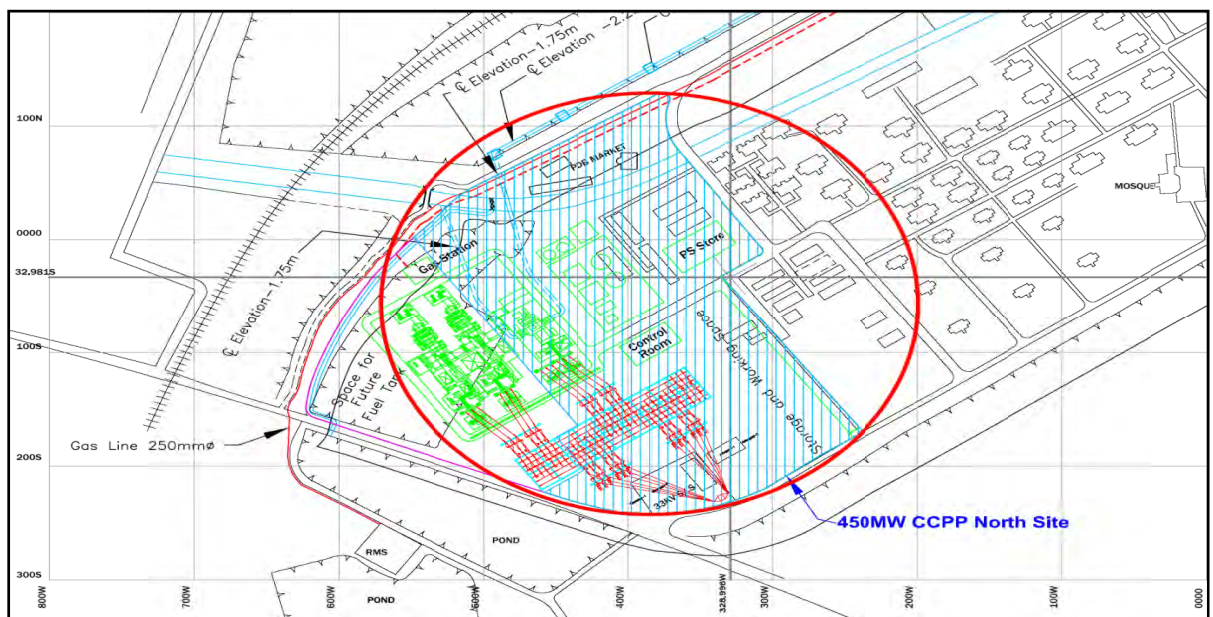 ℄ Elevation-1.75m
℄ Elevation -2.2
100N
BOB MARKET
MOSQUE
0000
Gas Station
PS Store
32,981S
℄ Elevation-1.75m
Control
Room
Storage and Working Space
100S
Space for
Future
Fuel Tank
Gas Line 250mmø
200S
33KV
450MW CCPP North Site
POND
RMS
300S
POND
800W
700W
600W
500W
400W
328,996W
300W
200W
100W
0000